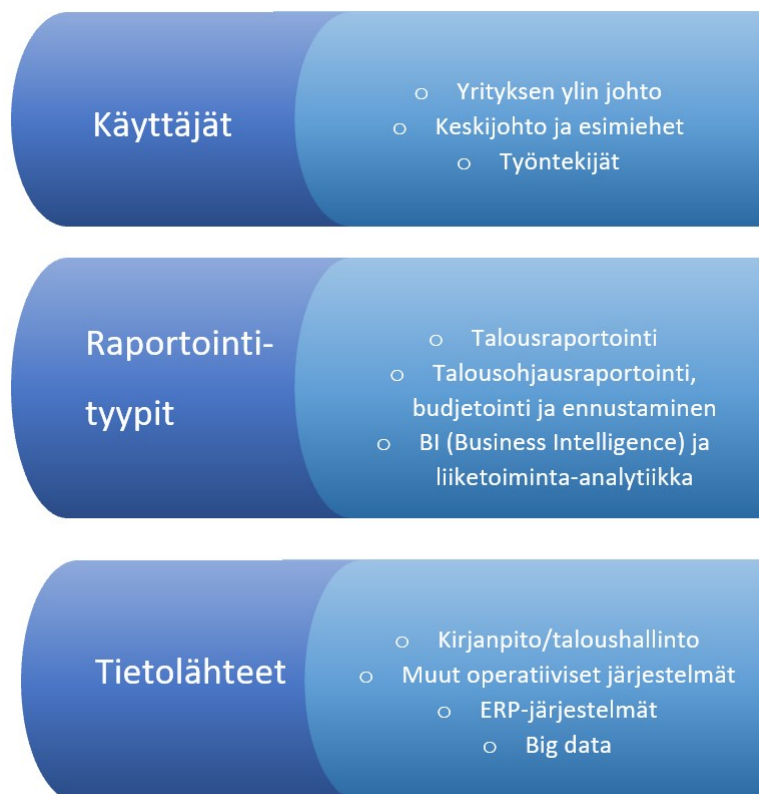 Käyttäjät
o Yrityksen ylin johto
o Keskijohto ja esimiehet
o Työntekijät
Raportointi-
tyypit
o Talousraportointi
o Talousohjausraportointi,
budjetointi ja ennustaminen
o BI (Business Intelligence) ja
liiketoiminta-analytiikka
Tietolähteet
o Kirjanpito/taloushallinto
o Muut operatiiviset järjestelmät
o ERP-järjestelmät
o Big data